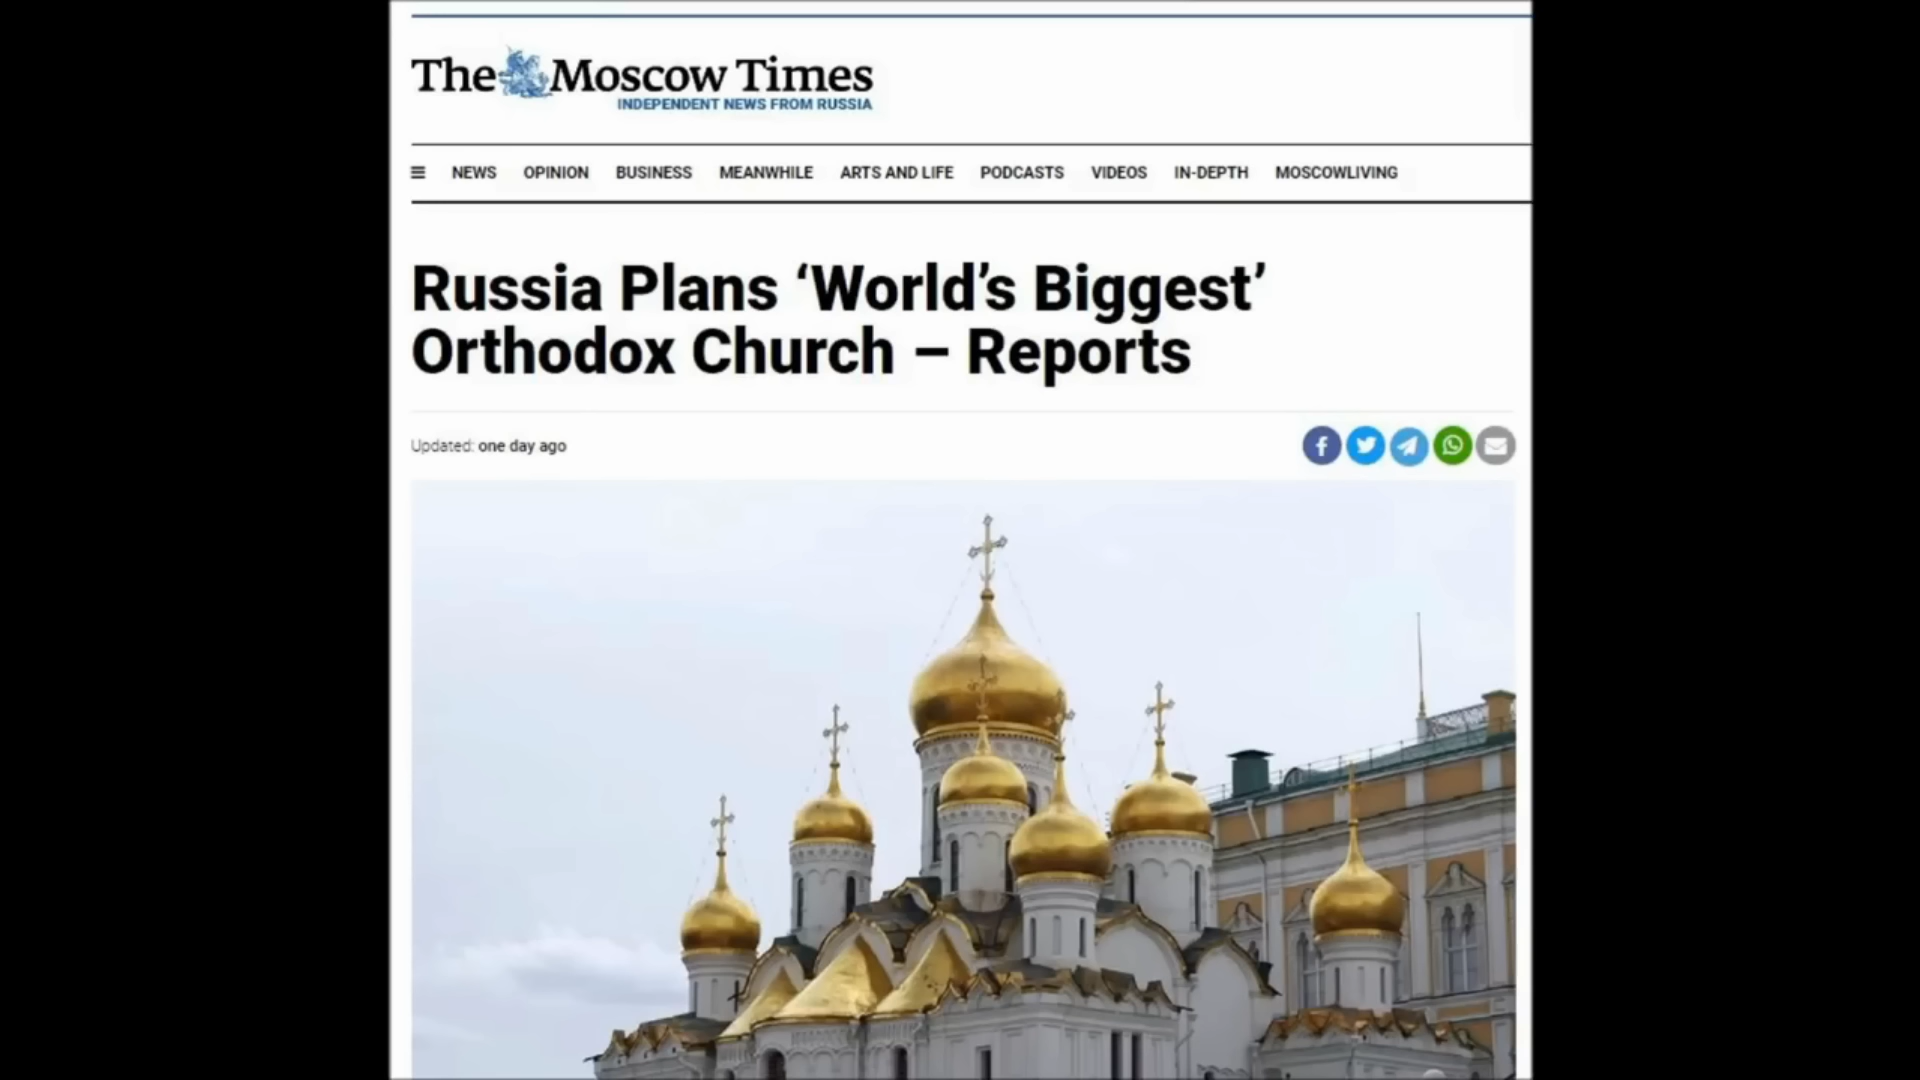 The Moscow Times
INDEPENDENT NEWS FROM RUSSIA
NEWS OPINION BUSINESS MEANWHILE ARTS AND LIFE PODCASTS VIDEOS IN-DEPTH MOSCOWLIVING
Russia Plans ‘World’s Biggest’
Orthodox Church – Reports
Updated: one day ago